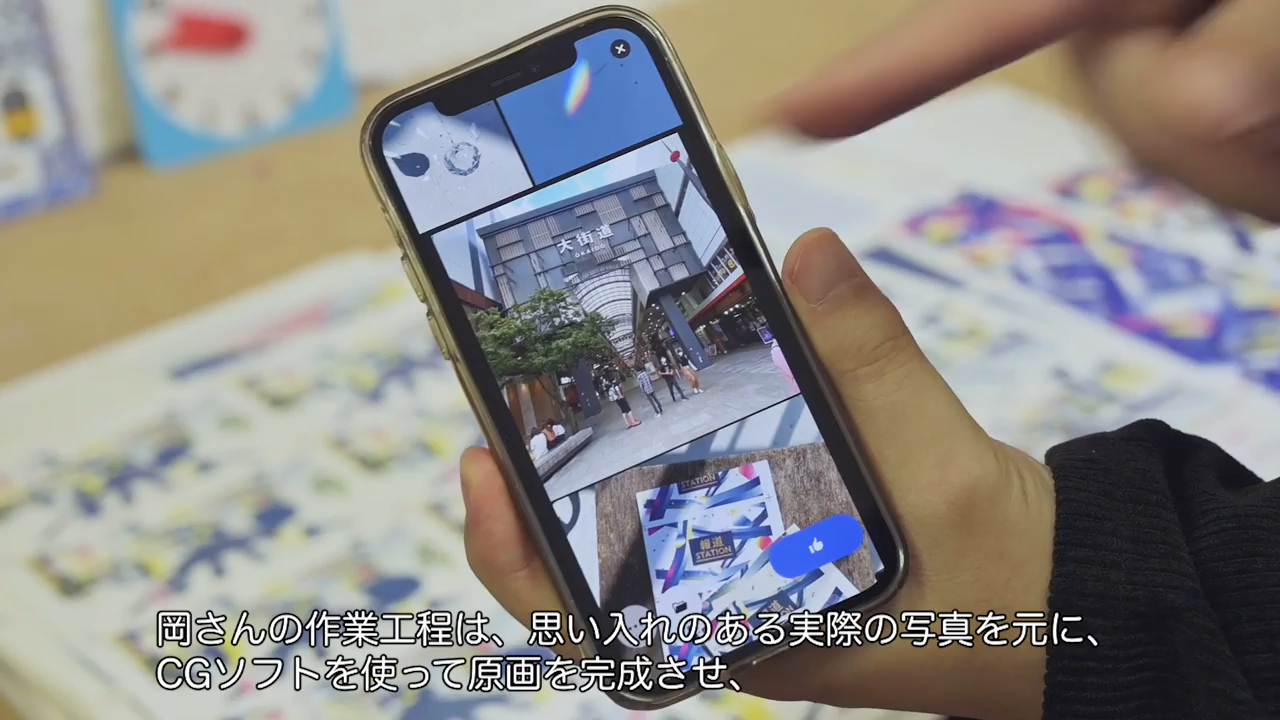 大街道
OKAIDO
STATION
報道
STATION
岡さんの作業工程は、思い入れのある実際の写真を元に、
CGソフトを使って原画を完成させ、